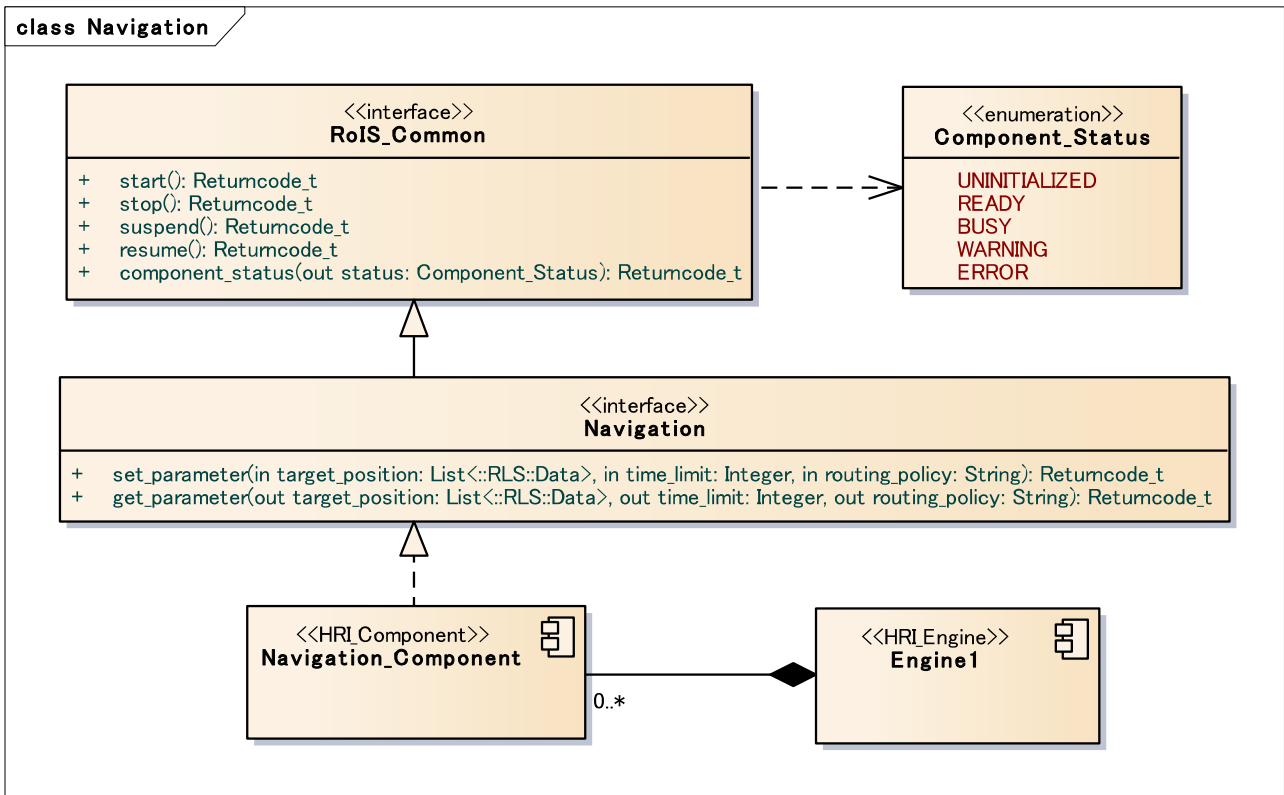 class Navigation
<<interface>>
RoIS_Common
+ start(): Returncode_t
+ stop(): Returncode_t
+ suspend(): Returncode_t
+ resume(): Returncode_t
+ component_status(out status: Component_Status): Returncode_t
<<enumeration>>
Component_Status
UNINITIALIZED
READY
BUSY
WARNING
ERROR
<<interface>>
Navigation
+ set_parameter(in target_position: List<::RLS::Data>, in time_limit: Integer, in routing_policy: String): Returncode_t
+ get_parameter(out target_position: List<::RLS::Data>, out time_limit: Integer, out routing_policy: String): Returncode_t
<<HRI_Component>>
Navigation_Component
<<HRI_Engine>>
Engine1
0..*